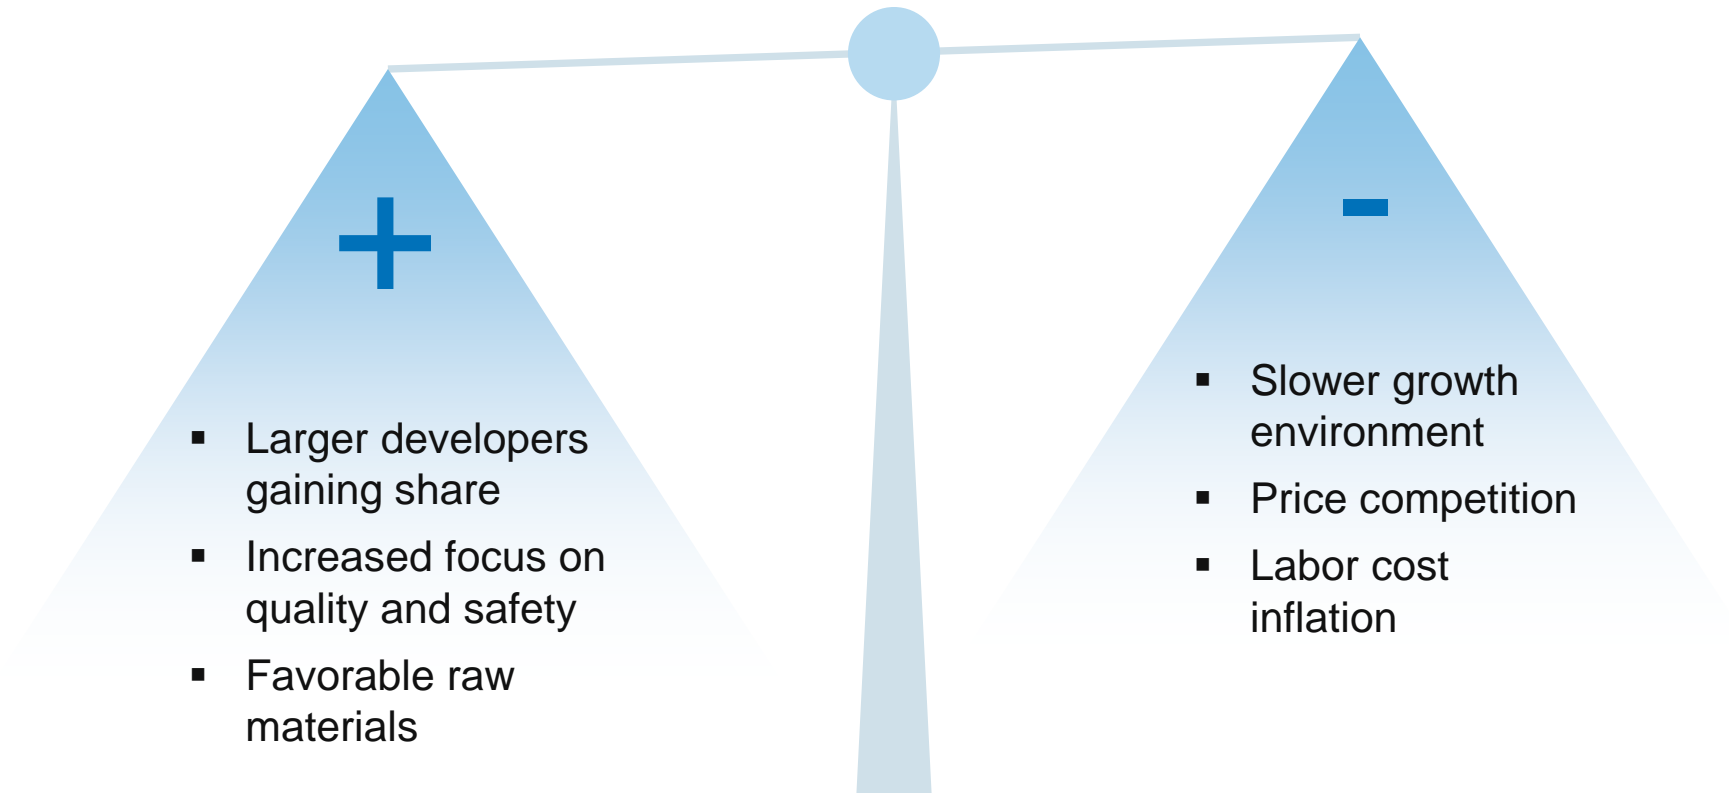 +
▪ Larger developers
gaining share
▪ Increased focus on
quality and safety
▪ Favorable raw
materials
-
▪ Slower growth
environment
▪ Price competition
▪ Labor cost
inflation